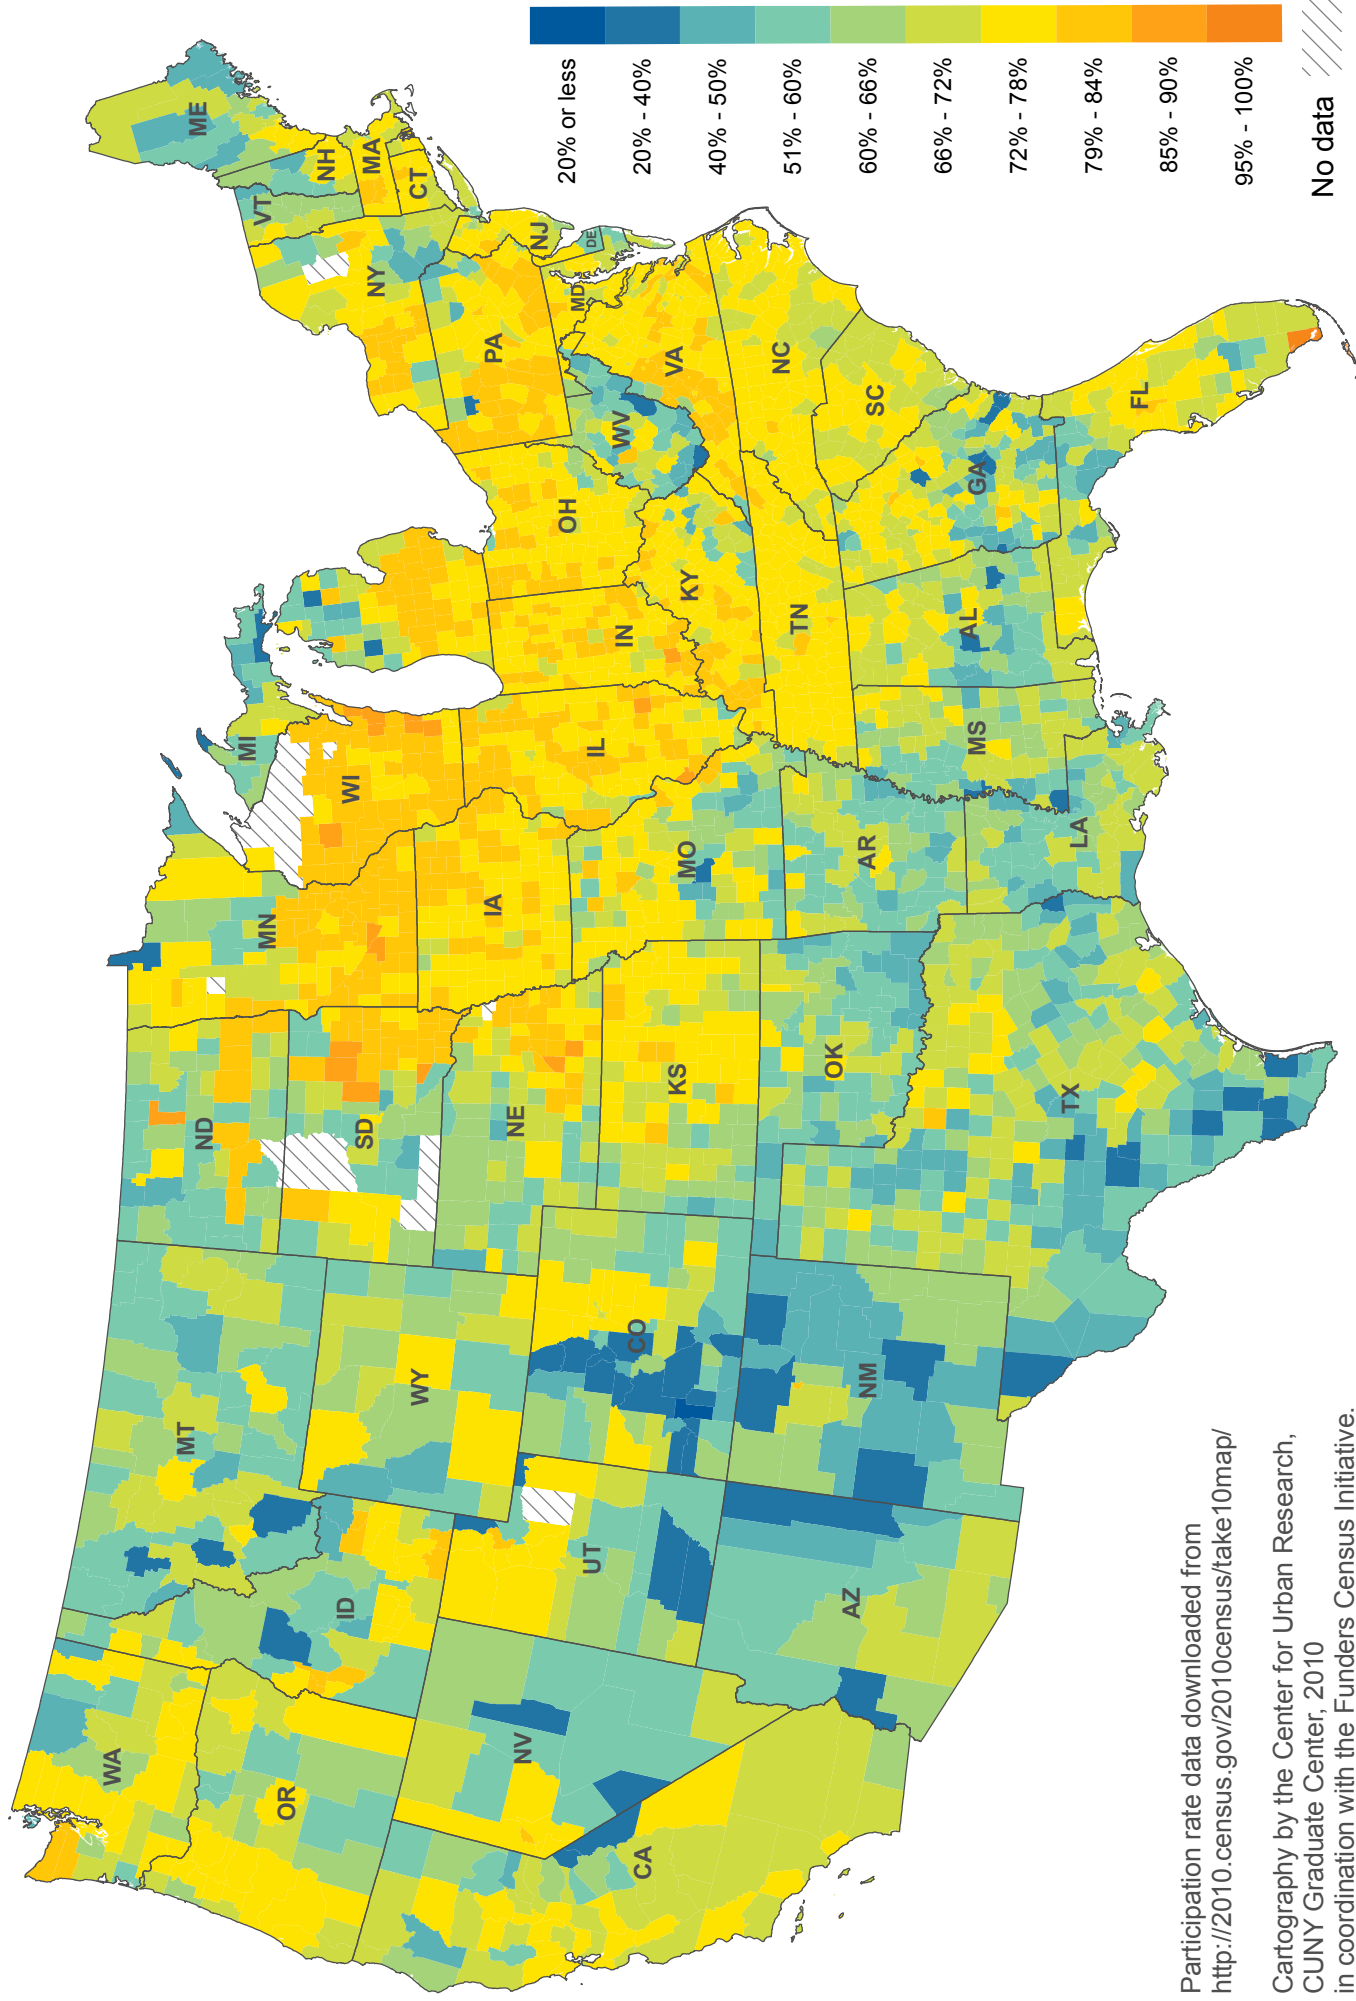 WA
OR
CA
NV
ID
MT
WY
UT
AZ
CO
NM
ND
SD
NE
KS
OK
TX
MN
IA
MO
AR
LA
WI
MI
IL
IN
OH
KY
TN
MS
AL
GA
FL
SC
NC
VA
WV
MD
DE
NJ
PA
NY
CT
MA
NH
VT
ME
20% or less
20% - 40%
40% - 50%
51% - 60%
60% - 66%
66% - 72%
72% - 78%
79% - 84%
85% - 90%
95% - 100%
No data
Participation rate data downloaded from
http://2010.census.gov/2010census/take10map/
Cartography by the Center for Urban Research,
CUNY Graduate Center, 2010
in coordination with the Funders Census Initiative.